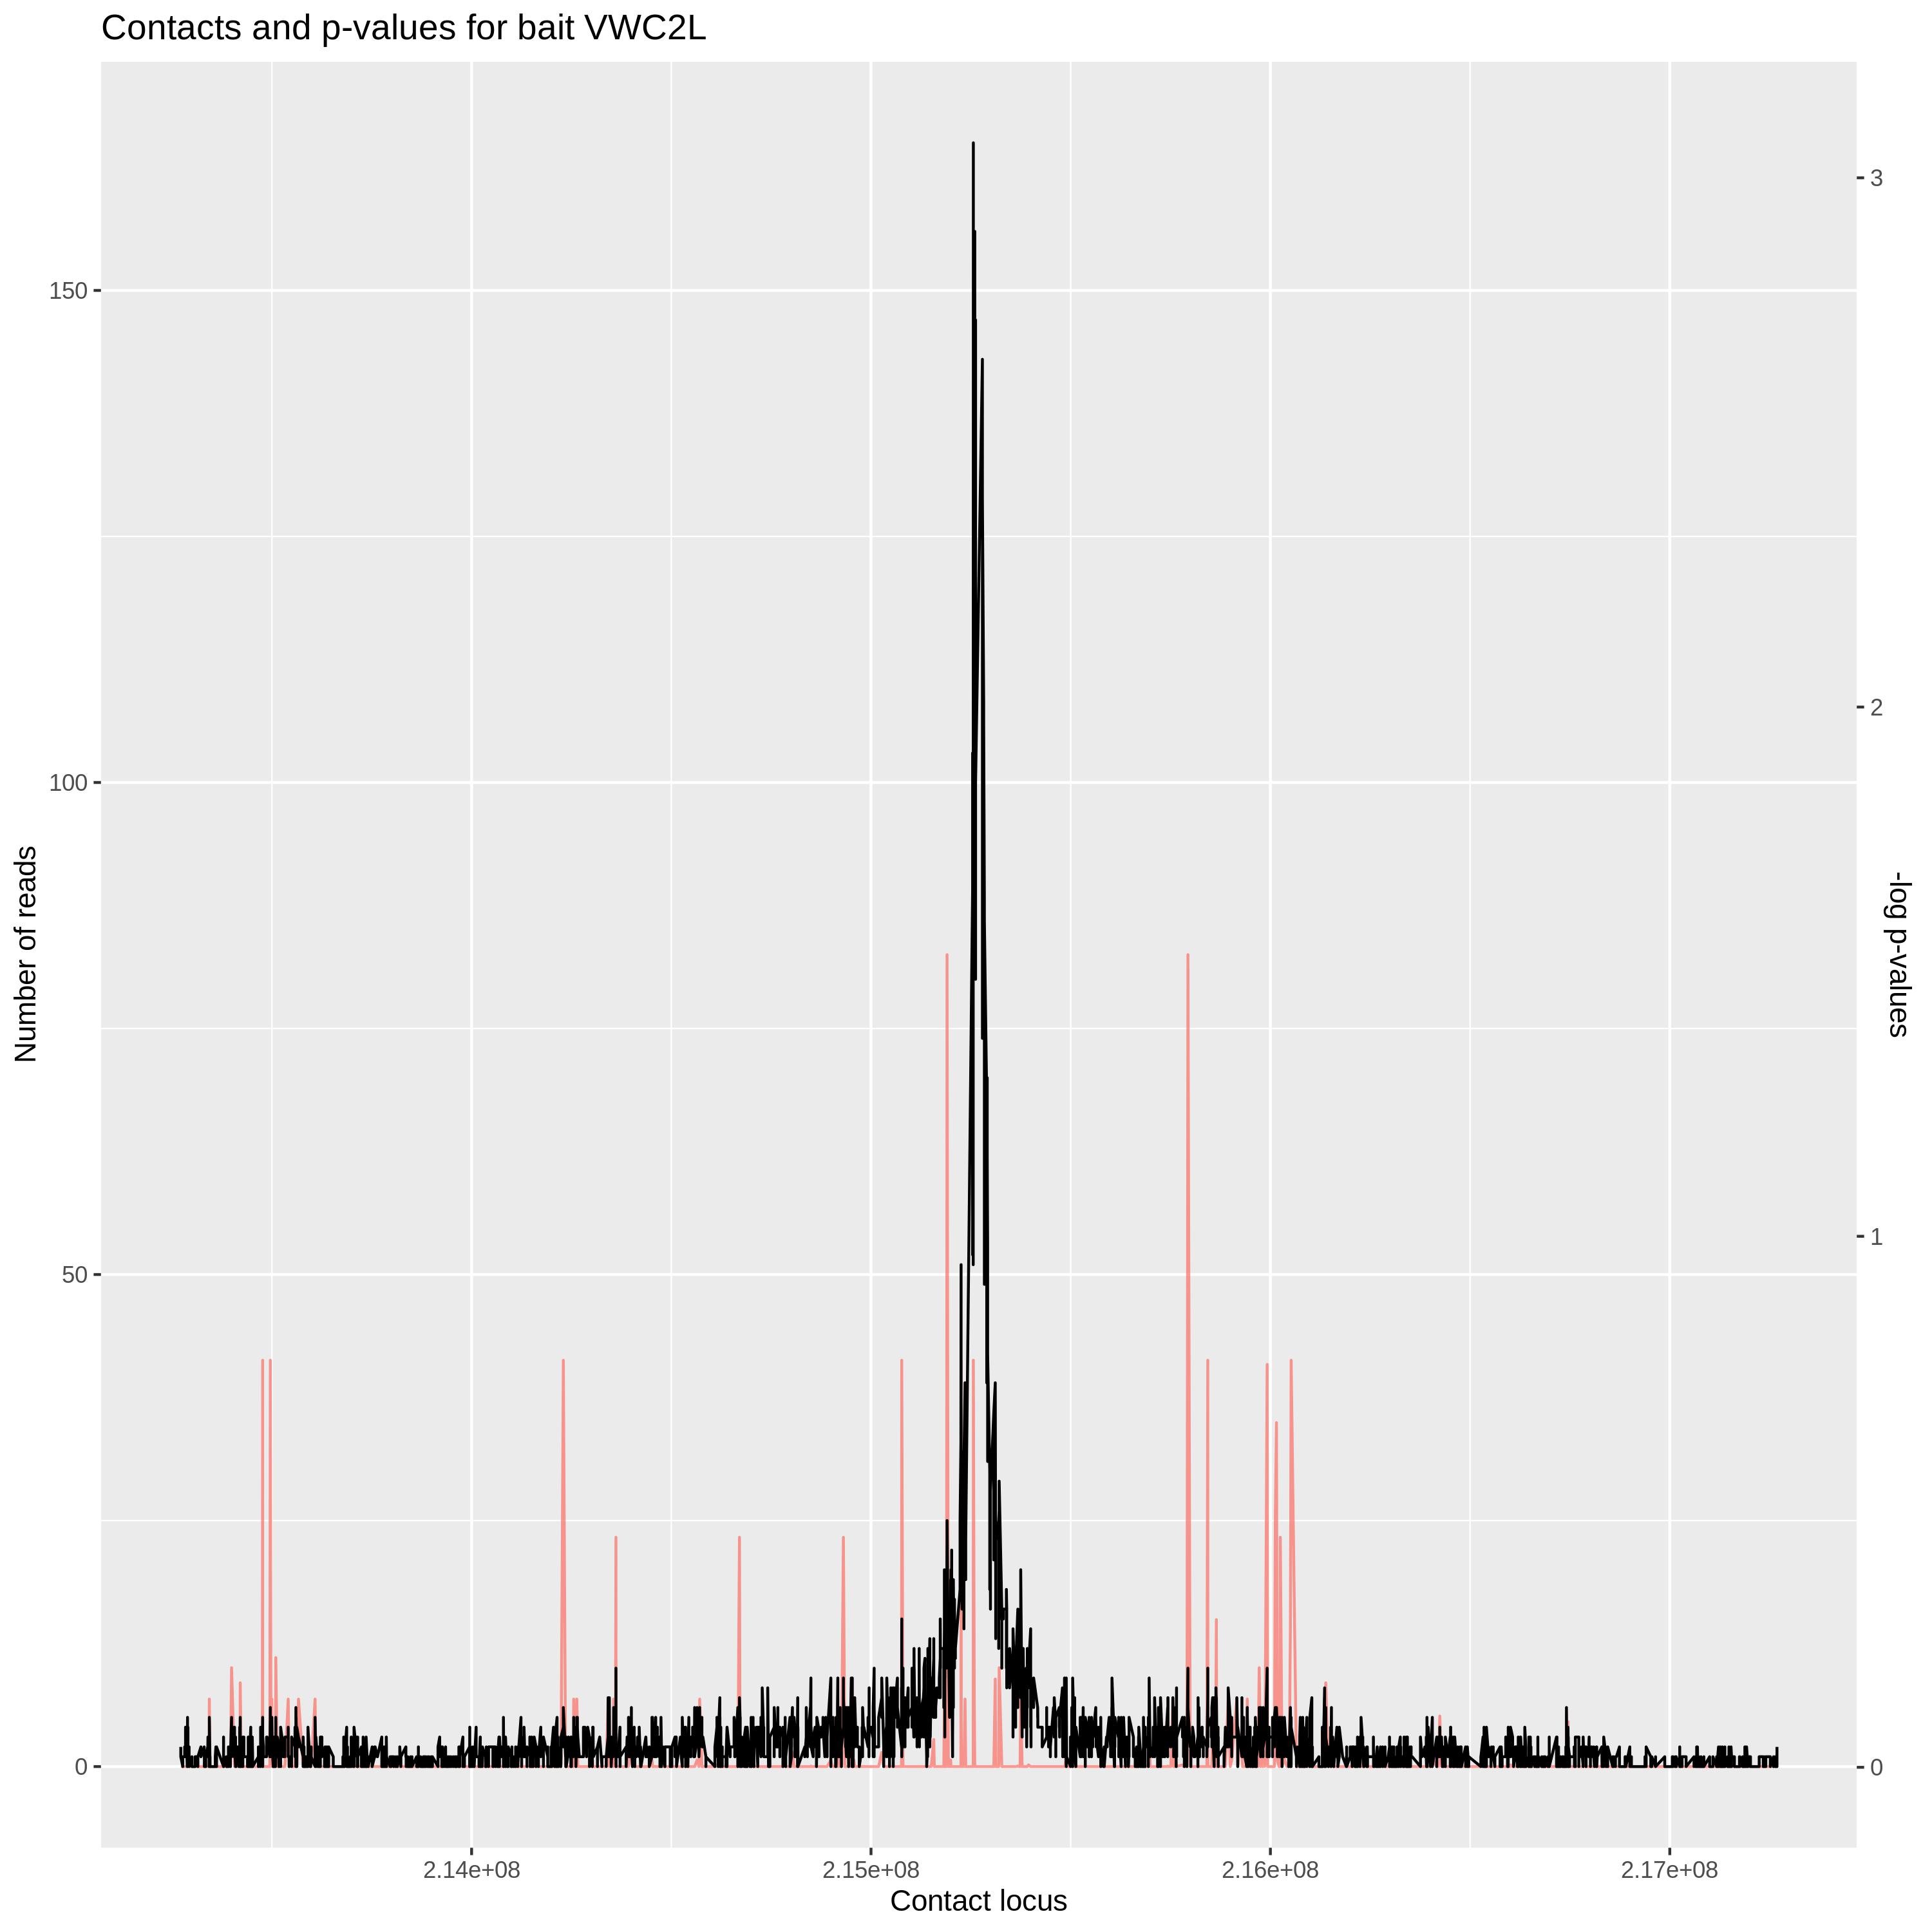 Contacts and p-values for bait VWC2L
150
100
50
0
Number of reads
3
2
1
0
-log p-values
2.14e+08
2.15e+08
2.16e+08
2.17e+08
Contact locus